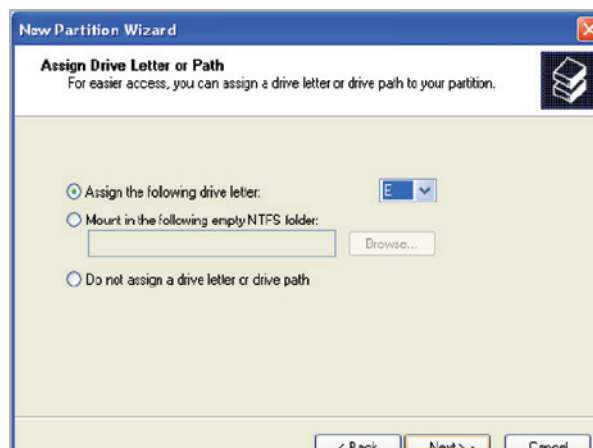 New Partition Wizard
Assign Drive Letter or Path
For easier access, you can assign a drive letter or drive path to your partition.
Assign the following drive letter: E
Mount in the following empty NTFS folder:
Browse...
Do not assign a drive letter or drive path
< Back Next > Cancel